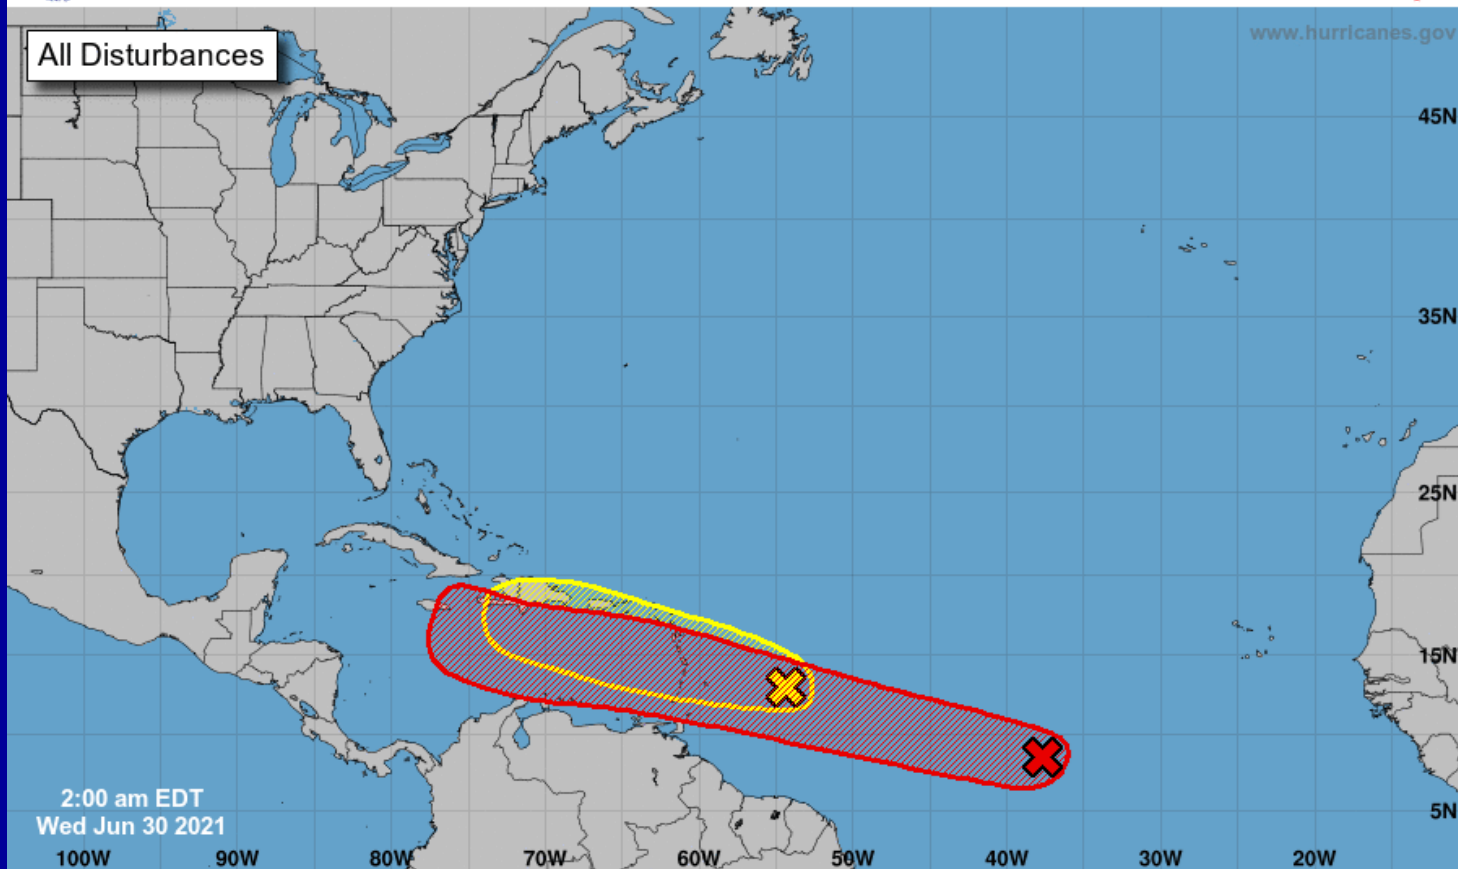 All Disturbances
www.hurricanes.gov
45N
35N
25N
15N
5N
2:00 am EDT
Wed Jun 30 2021
100W 90W 80W 70W 60W 50W 40W 30W 20W